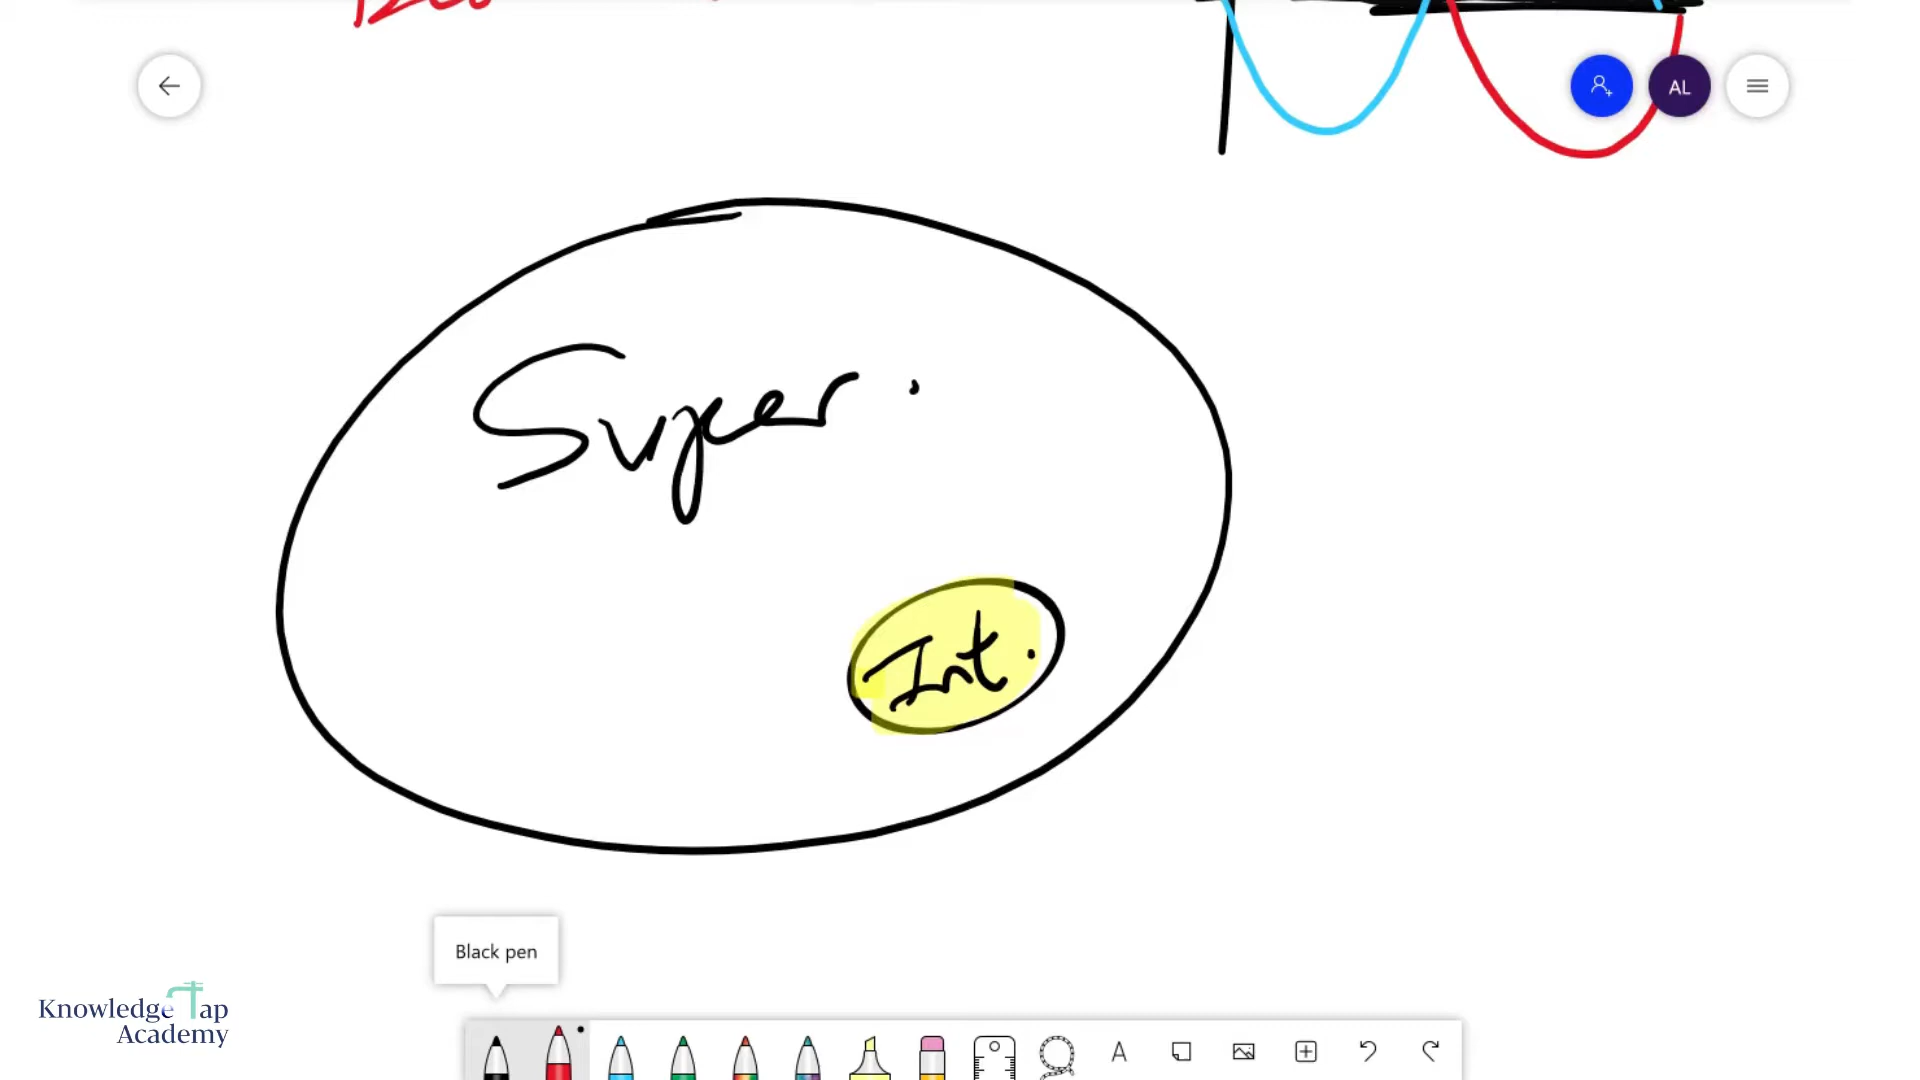 AL
Super.
Int.
Black pen
Knowledge Tap
Academy
A